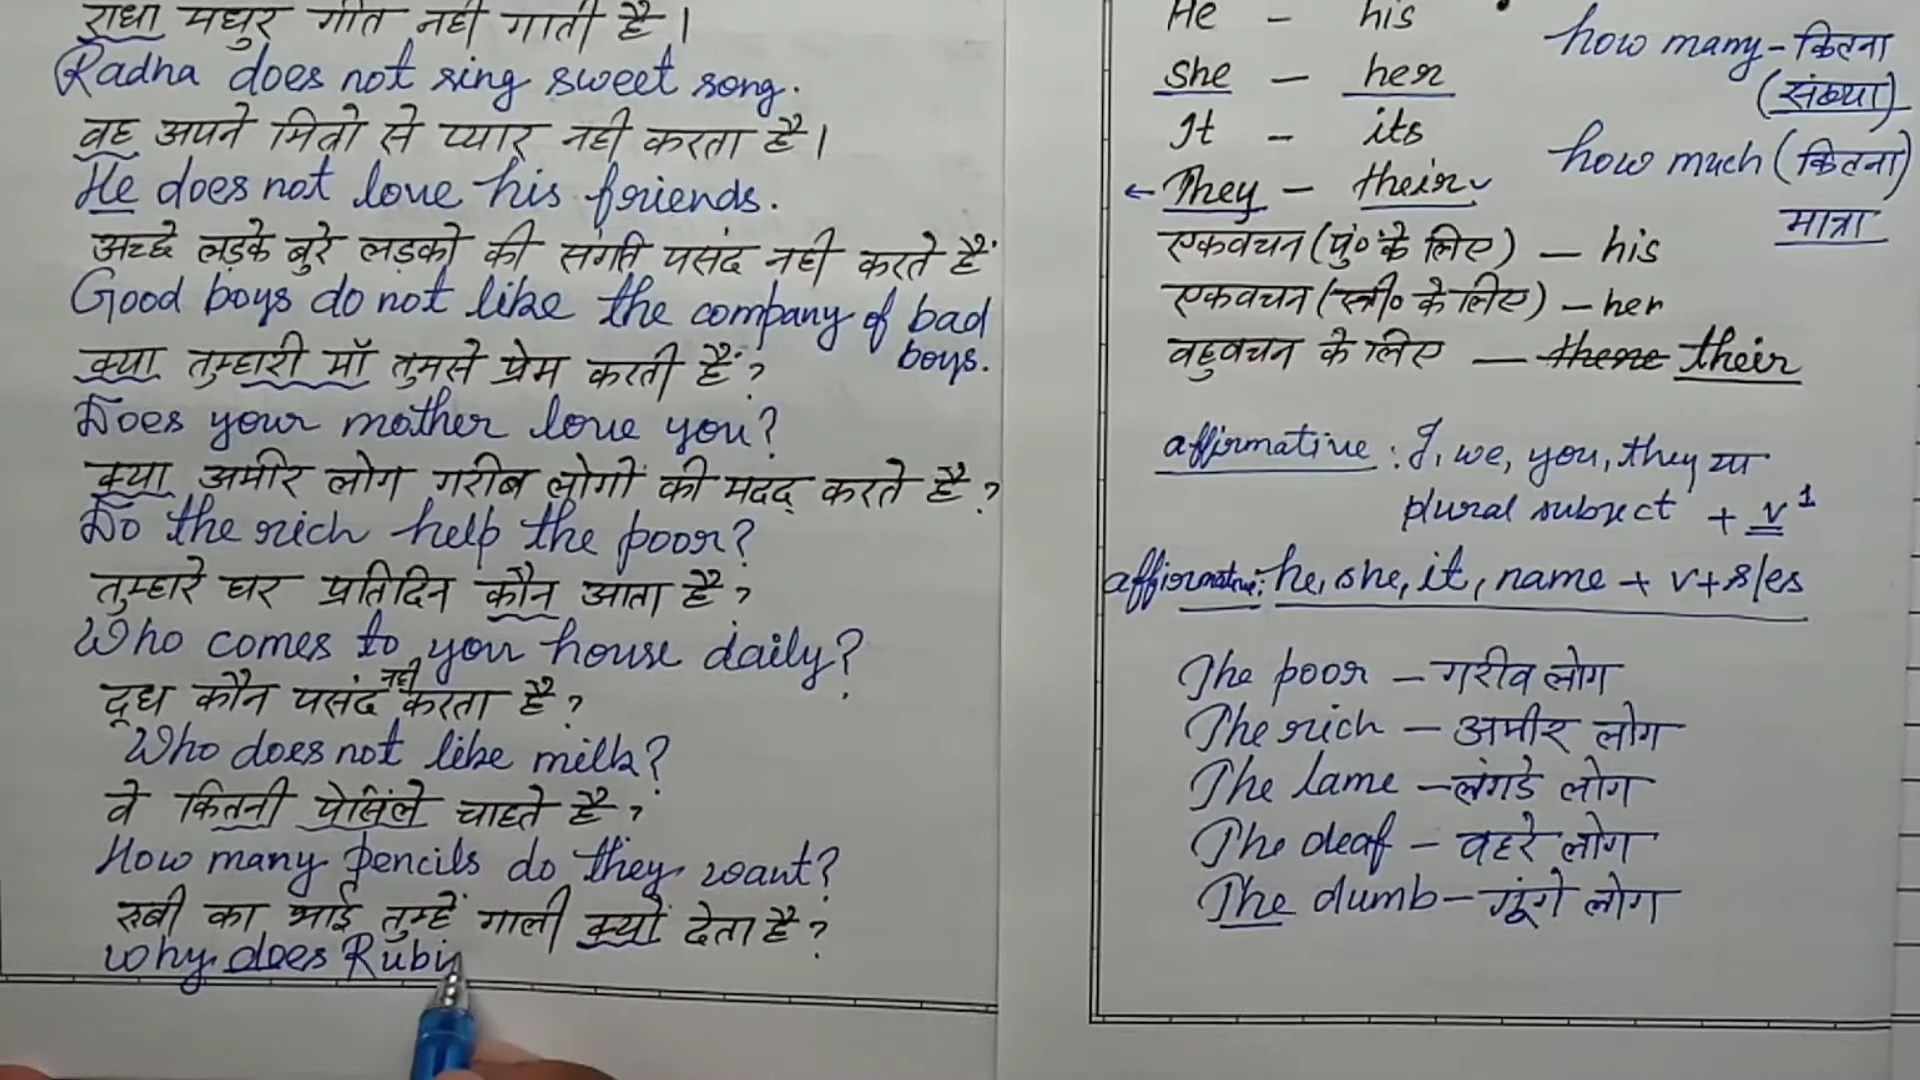 राधा मधुर गीत नही गाती है।
Radha does not sing sweet song.
वह अपने मित्रो से प्यार नही करता है।
He does not love his friends.
अच्छे लड़के बुरे लड़को की संगति पसंद नही करते हैं
Good boys do not like the company of bad
boys.
क्या तुम्हारी माँ तुमसे प्रेम करती हैं?
Does your mother love you?
क्या अमीर लोग गरीब लोगों की मदद् करते है?
Do the rich help the poor?
तुम्हारे घर प्रतिदिन कौन आता है?
Who comes to your house daily?
दूध कौन पसंद नही करता है?
Who does not like milk?
वे कितनी पेंसिले चाहते है?
How many pencils do they want?
रुबी का भाई तुम्हें गाली क्यों देता है?
Why does Rubi
He – his
she – her
It – its
← They – their
एकवचन (पुं० के लिए) – his
एकवचन (स्त्री० के लिए) – her
बहुवचन के लिए – there their
how many – कितना
(संख्या)
how much (कितना)
मात्रा
affirmative : I, we, you, they या
plural subject + v¹
affirmative: he, she, it, name + v+s/es
The poor – गरीब लोग
The rich – अमीर लोग
The lame – लंगडे लोग
The deaf – वहरे लोग
The dumb – गूंगे लोग